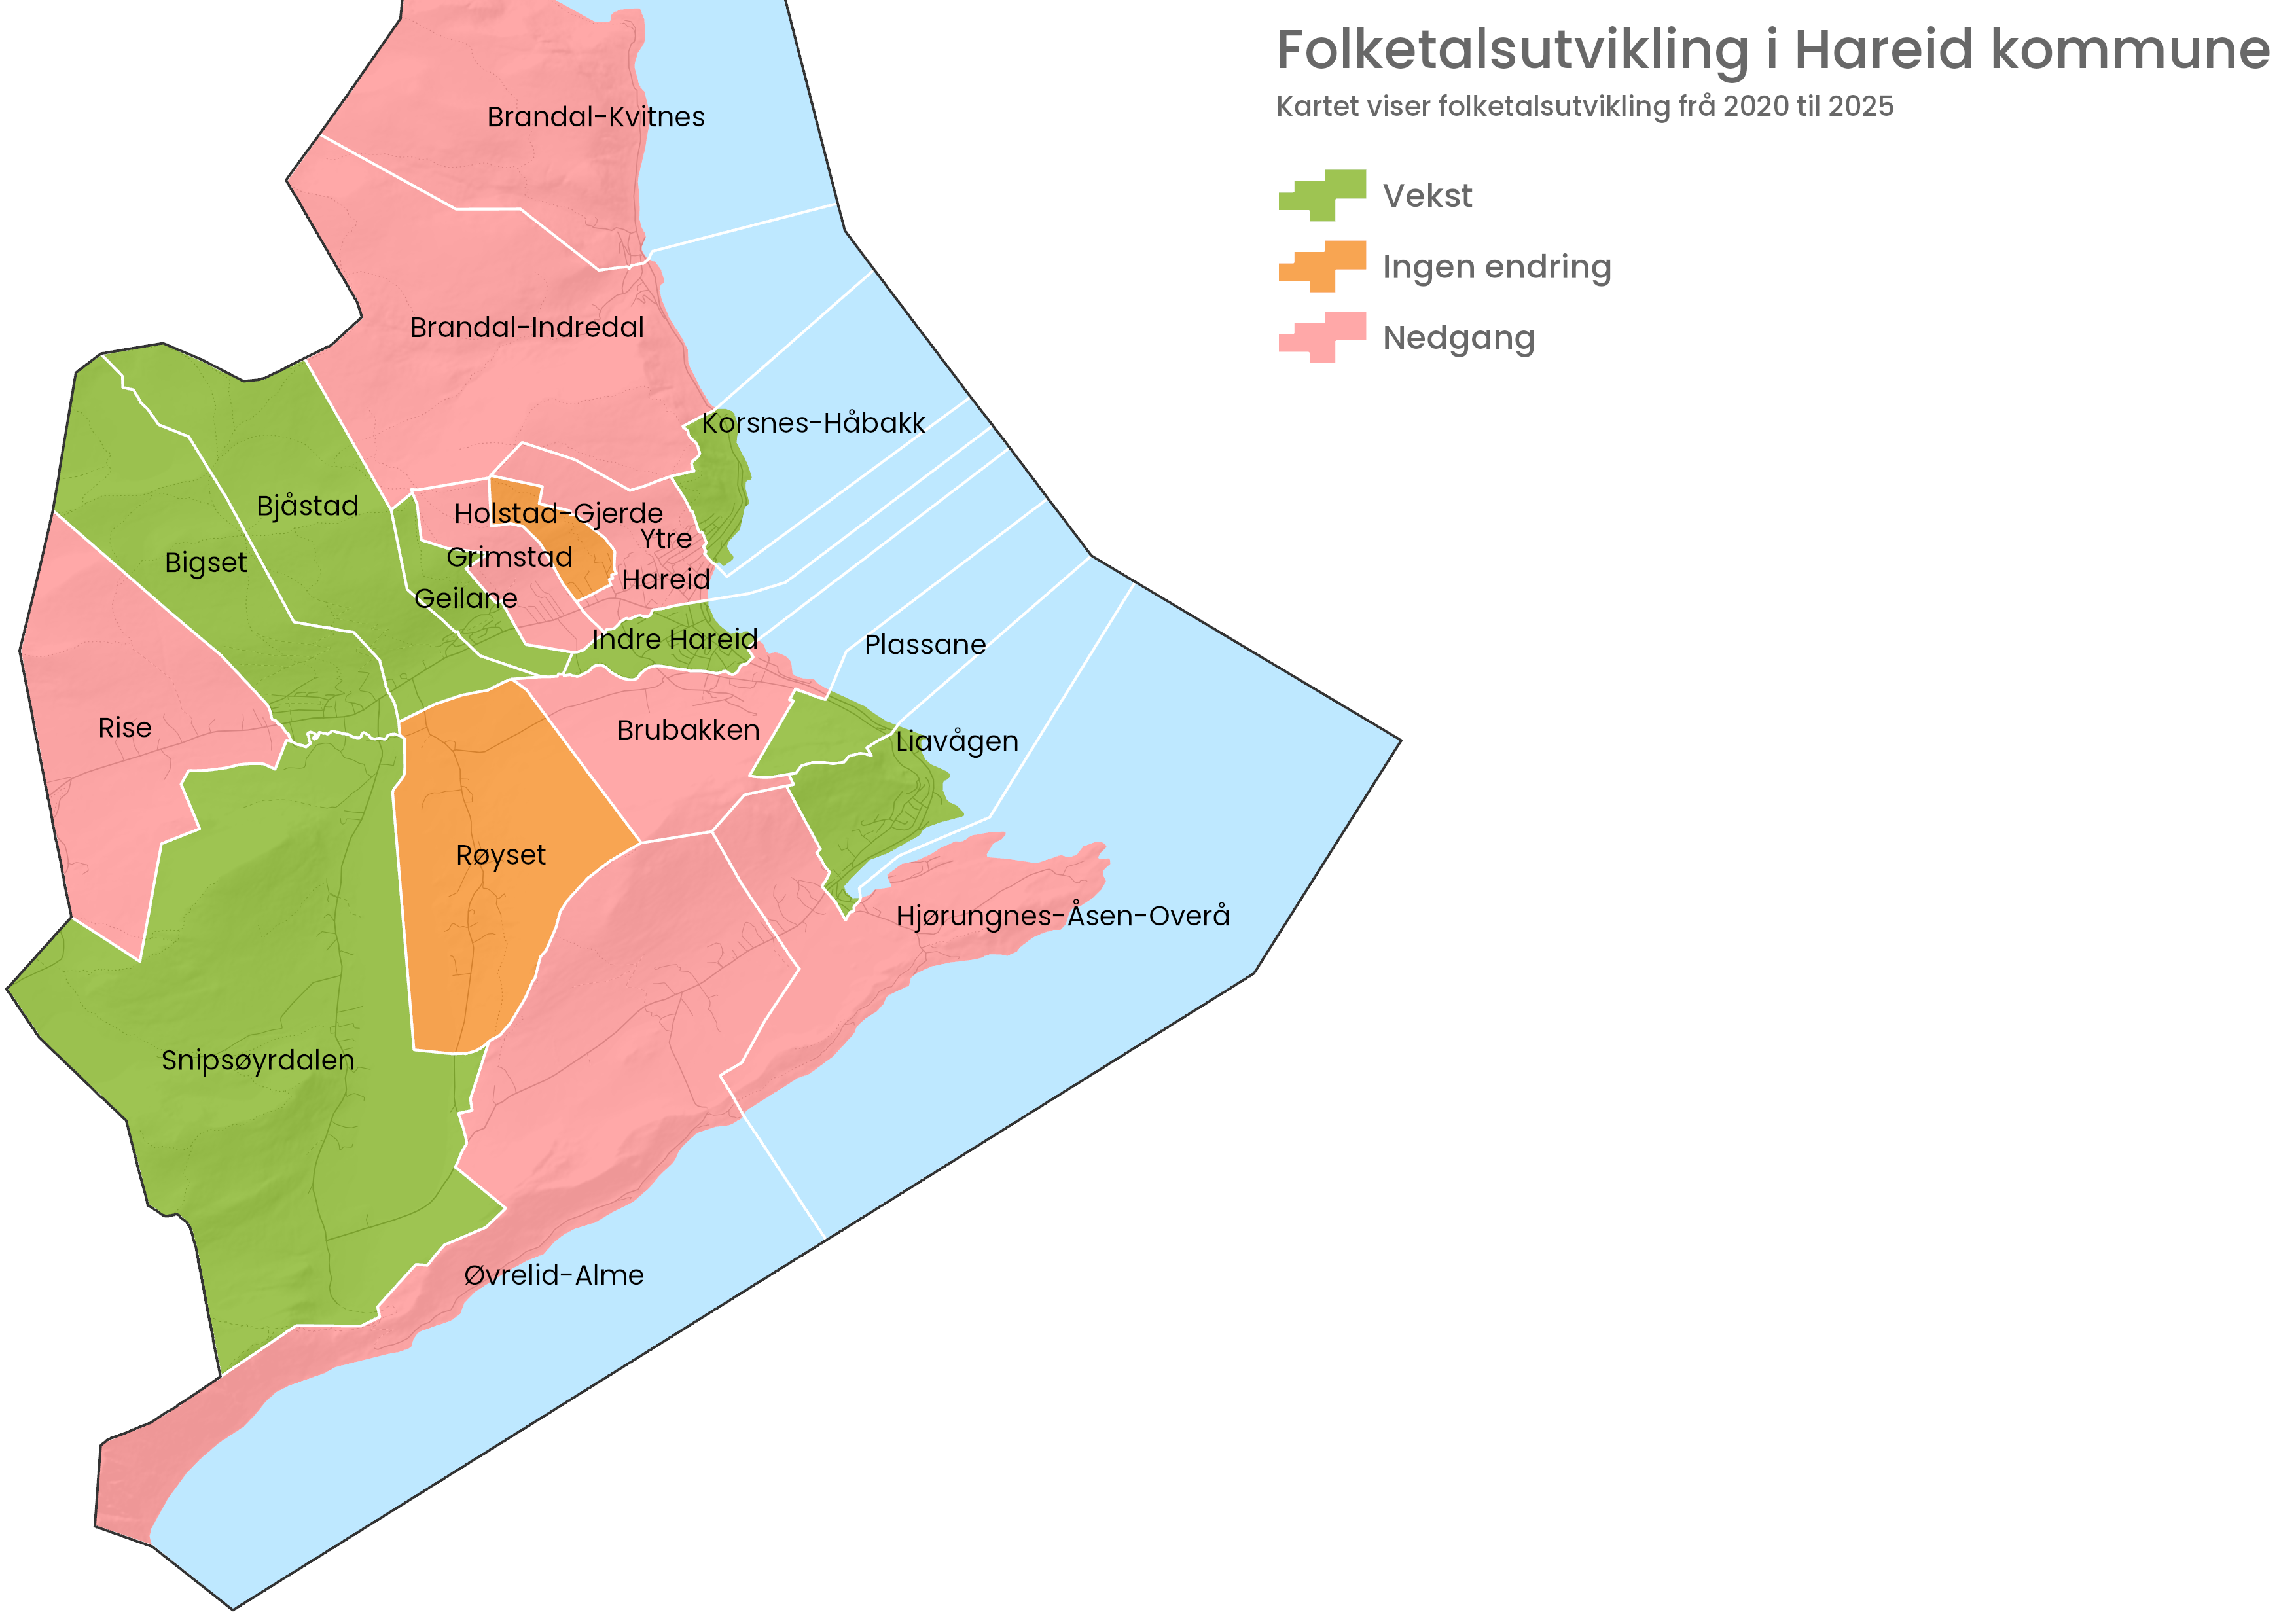 Folketalsutvikling i Hareid kommune
Kartet viser folketalsutvikling frå 2020 til 2025
Vekst
Ingen endring
Nedgang
Brandal-Kvitnes
Brandal-Indredal
Korsnes-Håbakk
Bjåstad
Holstad-Gjerde
Ytre
Hareid
Grimstad
Bigset
Geilane
Indre Hareid
Plassane
Rise
Brubakken
Liavågen
Røyset
Hjørungnes-Åsen-Overå
Snipsøyrdalen
Øvrelid-Alme